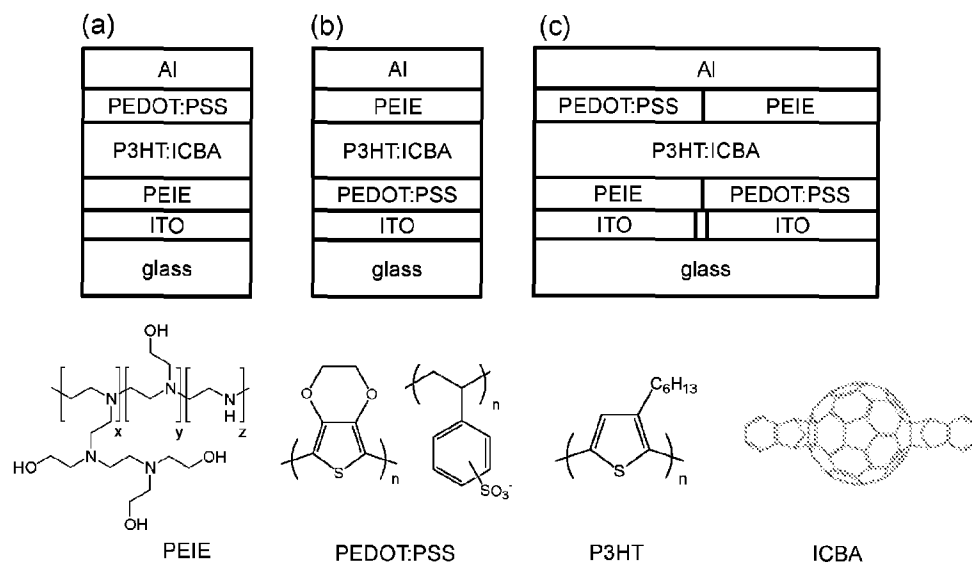 (a)
(b)
(c)
Al
PEDOT:PSS
P3HT:ICBA
PEIE
ITO
glass
Al
PEIE
P3HT:ICBA
PEDOT:PSS
ITO
glass
Al
PEDOT:PSS PEIE
P3HT:ICBA
PEIE PEDOT:PSS
ITO ITO
glass
OH
N
N
N
H
x
y
z
HO
N
N
OH
OH
HO
PEIE
O
O
S
n
n
SO₃⁻
PEDOT:PSS
C₆H₁₃
S
n
P3HT
ICBA